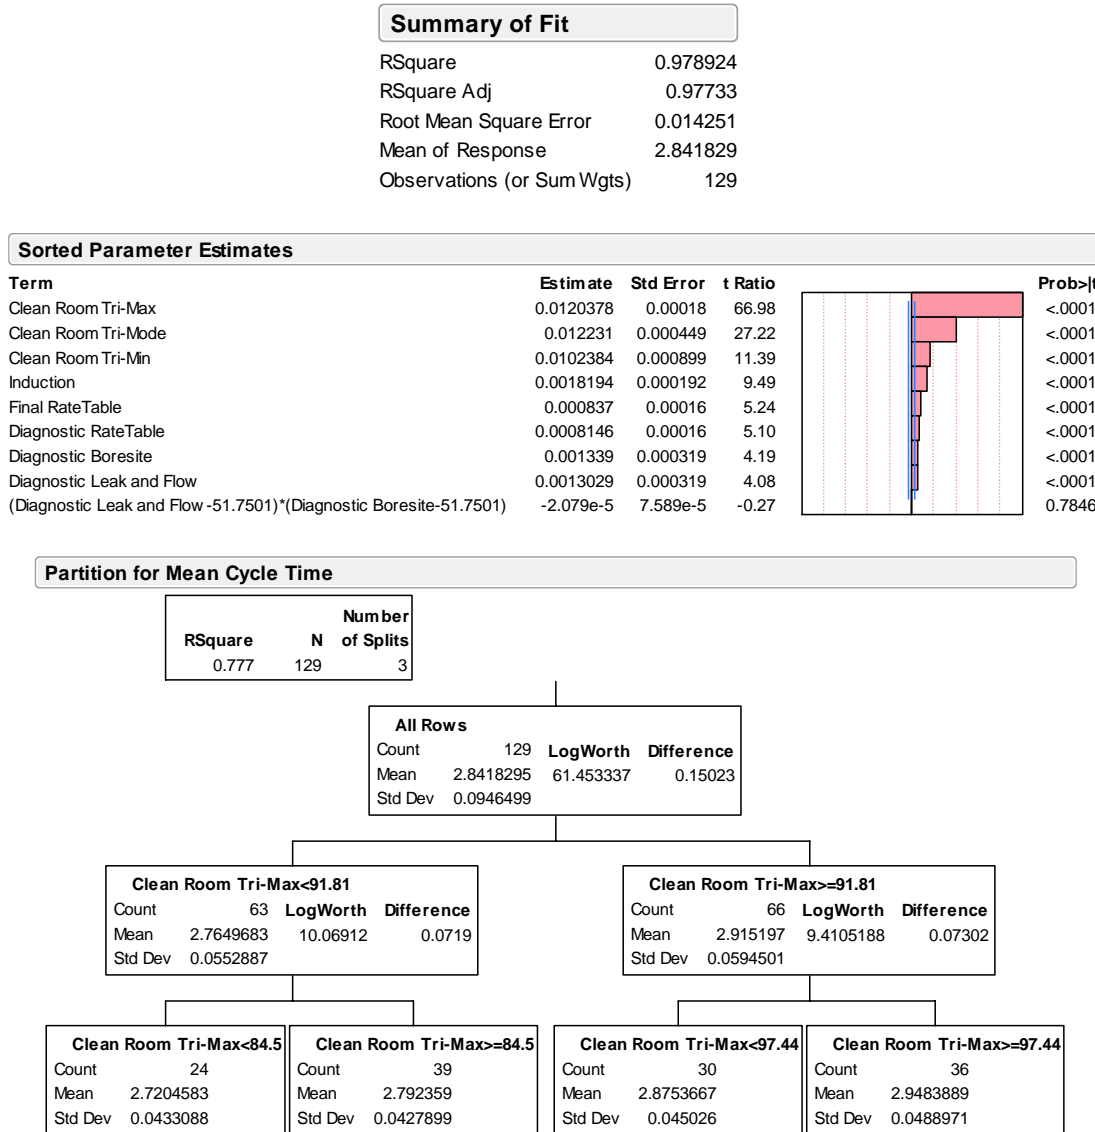 Summary of Fit
RSquare 0.978924
RSquare Adj 0.97733
Root Mean Square Error 0.014251
Mean of Response 2.841829
Observations (or Sum Wgts) 129
Sorted Parameter Estimates
Term Estimate Std Error t Ratio Prob>|t
Clean Room Tri-Max 0.0120378 0.00018 66.98 <.0001
Clean Room Tri-Mode 0.012231 0.000449 27.22 <.0001
Clean Room Tri-Min 0.0102384 0.000899 11.39 <.0001
Induction 0.0018194 0.000192 9.49 <.0001
Final RateTable 0.000837 0.00016 5.24 <.0001
Diagnostic RateTable 0.0008146 0.00016 5.10 <.0001
Diagnostic Boresite 0.001339 0.000319 4.19 <.0001
Diagnostic Leak and Flow 0.0013029 0.000319 4.08 <.0001
(Diagnostic Leak and Flow -51.7501)*(Diagnostic Boresite-51.7501) -2.079e-5 7.589e-5 -0.27 0.7846
Partition for Mean Cycle Time
Number
RSquare N of Splits
0.777 129 3
All Rows
Count 129 LogWorth Difference
Mean 2.8418295 61.453337 0.15023
Std Dev 0.0946499
Clean Room Tri-Max<91.81 Clean Room Tri-Max>=91.81
Count 63 LogWorth Difference Count 66 LogWorth Difference
Mean 2.7649683 10.06912 0.0719 Mean 2.915197 9.4105188 0.07302
Std Dev 0.0552887 Std Dev 0.0594501
Clean Room Tri-Max<84.5 Clean Room Tri-Max>=84.5 Clean Room Tri-Max<97.44 Clean Room Tri-Max>=97.44
Count 24 Count 39 Count 30 Count 36
Mean 2.7204583 Mean 2.792359 Mean 2.8753667 Mean 2.9483889
Std Dev 0.0433088 Std Dev 0.0427899 Std Dev 0.045026 Std Dev 0.0488971